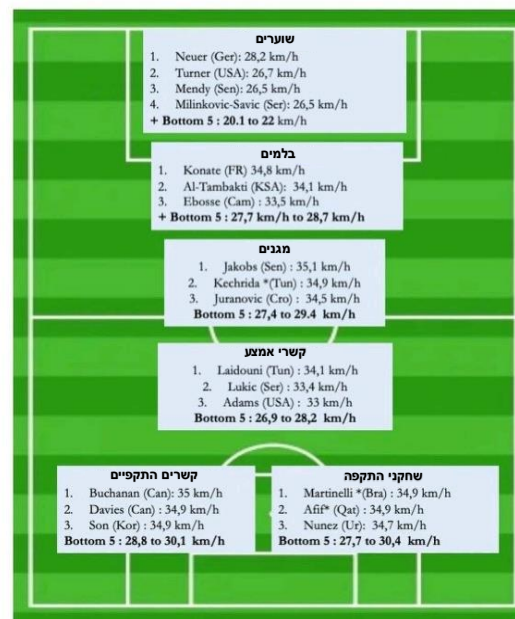 שוערים
1. Neuer (Ger): 28,2 km/h
2. Turner (USA): 26,7 km/h
3. Mendy (Sen): 26,5 km/h
4. Milinkovic-Savic (Ser): 26,5 km/h
+ Bottom 5 : 20.1 to 22 km/h
בלמים
1. Konate (FR) 34,8 km/h
2. Al-Tambakti (KSA): 34,1 km/h
3. Ebosse (Cam) : 33,5 km/h
+ Bottom 5 : 27,7 km/h to 28,7 km/h
מגנים
1. Jakobs (Sen) : 35,1 km/h
2. Kechrida *(Tun) : 34,9 km/h
3. Juranovic (Cro) : 34,5 km/h
Bottom 5 : 27,4 to 29.4 km/h
קשרי אמצע
1. Laidouni (Tun) : 34,1 km/h
2. Lukic (Ser) : 33,4 km/h
3. Adams (USA) : 33 km/h
Bottom 5 : 26,9 to 28,2 km/h
קשרים התקפיים
1. Buchanan (Can): 35 km/h
2. Davies (Can) : 34,9 km/h
3. Son (Kor) : 34,9 km/h
Bottom 5 : 28,8 to 30,1 km/h
שחקני התקפה
1. Martinelli *(Bra) : 34,9 km/h
2. Afif* (Qat) : 34,9 km/h
3. Nunez (Ur): 34,7 km/h
Bottom 5 : 27,7 to 30,4 km/h